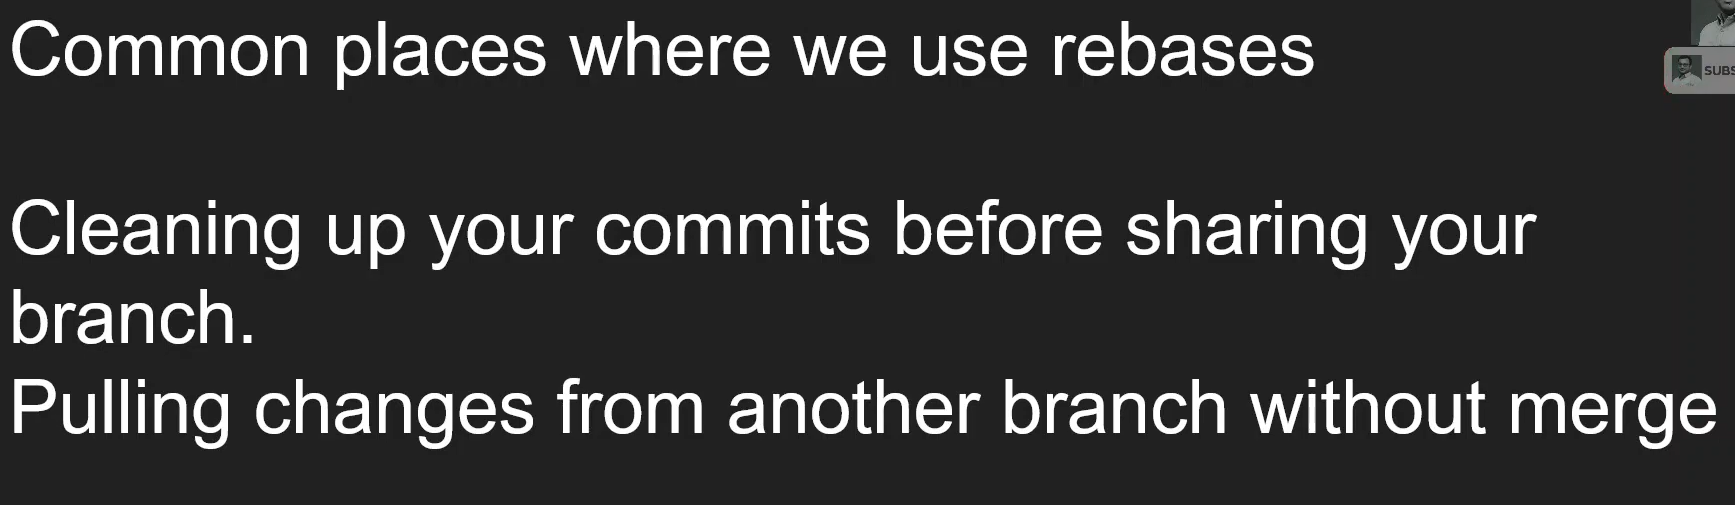 Common places where we use rebases
Cleaning up your commits before sharing your
branch.
Pulling changes from another branch without merge
SUBS